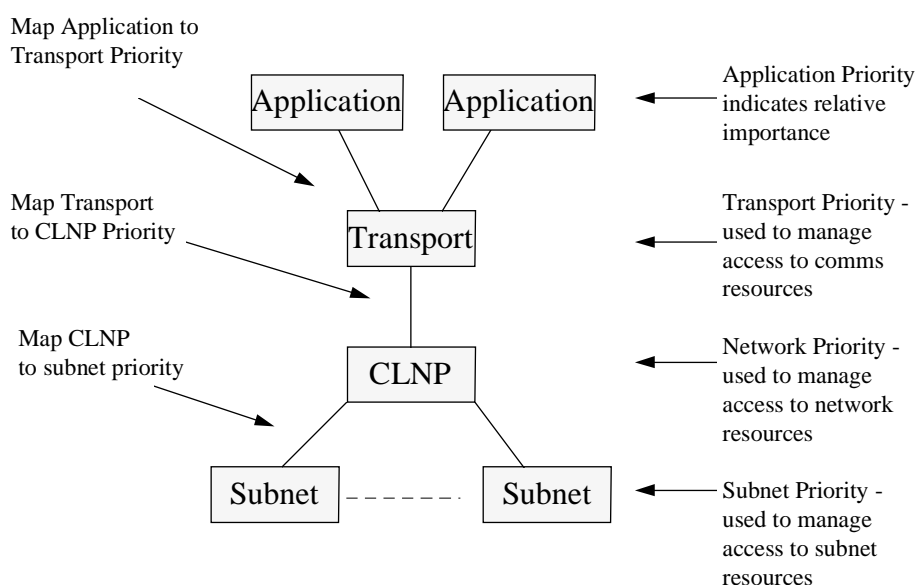 Map Application to
Transport Priority
Application
Application
Application Priority
indicates relative
importance
Map Transport
to CLNP Priority
Transport
Transport Priority -
used to manage
access to comms
resources
Map CLNP
to subnet priority
CLNP
Network Priority -
used to manage
access to network
resources
Subnet
Subnet
Subnet Priority -
used to manage
access to subnet
resources